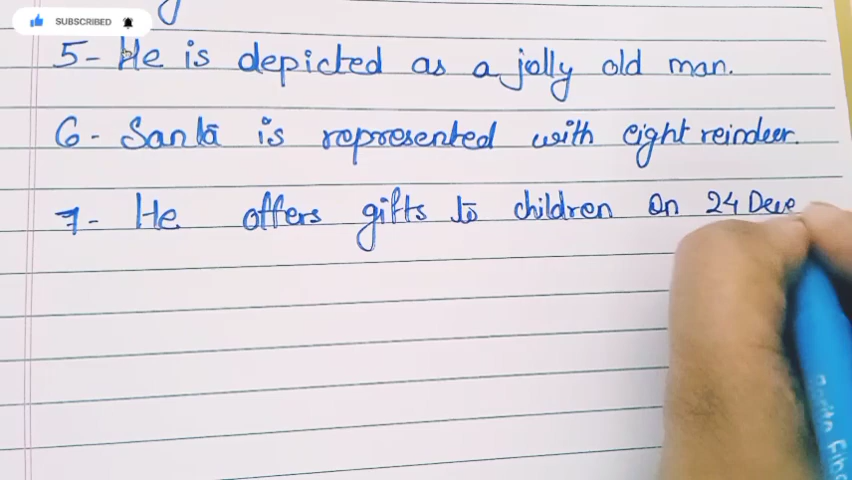 SUBSCRIBED
5- He is depicted as a jolly old man.
6- Santa is represented with eight reindeer.
7- He offers gifts to children on 24 Dece